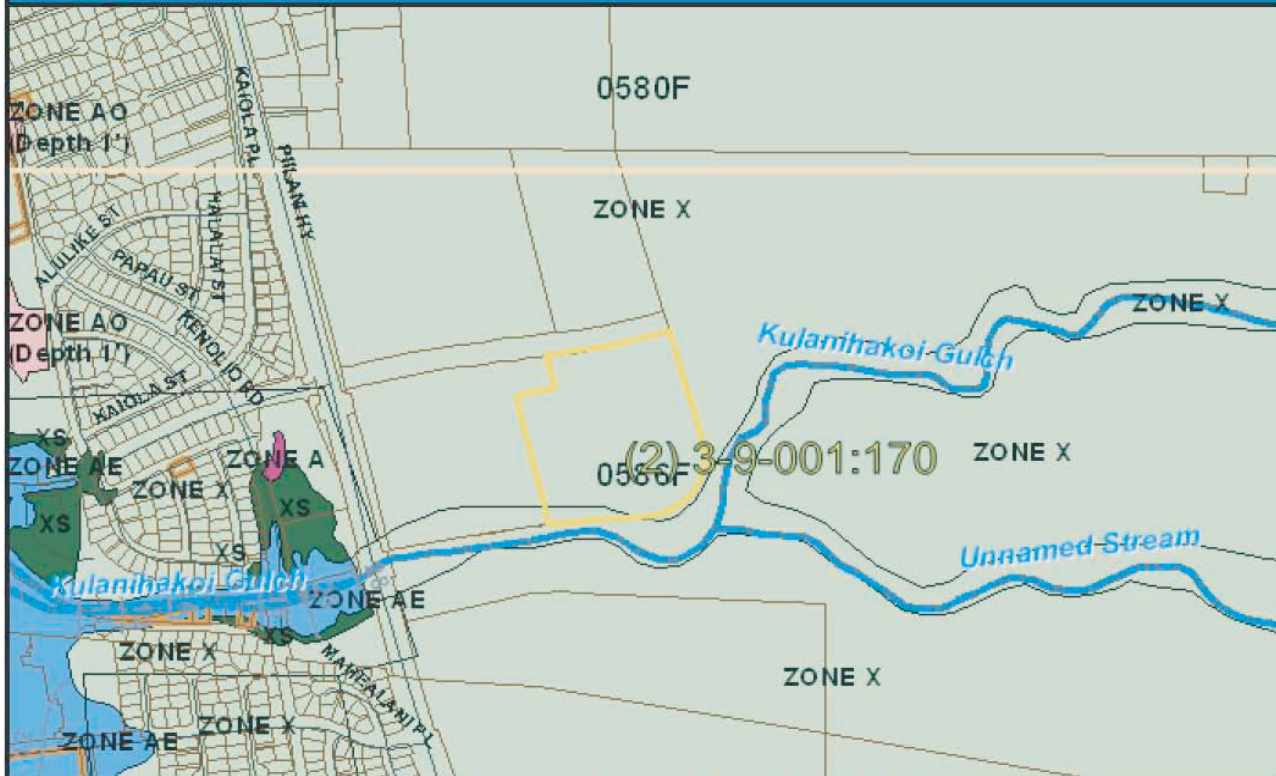 0580F
KAIOLA PL
ZONE AO
(Depth 1')
PIILANI HY
ZONE X
HALALAI ST
ALULIKE ST
PAPAU ST
ZONE X
ZONE AO
(Depth 1')
KENOLIO RD
Kulanihakoi Gulch
KAIOLA ST
XS
ZONE AE
ZONE A
(2) 3-9-001:170
ZONE X
0586F
ZONE X
XS
XS
XS
Unnamed Stream
Kulanihakoi Gulch
ZONE AE
XS
ZONE X
MAHEALANI PL
ZONE X
ZONE X
ZONE AE